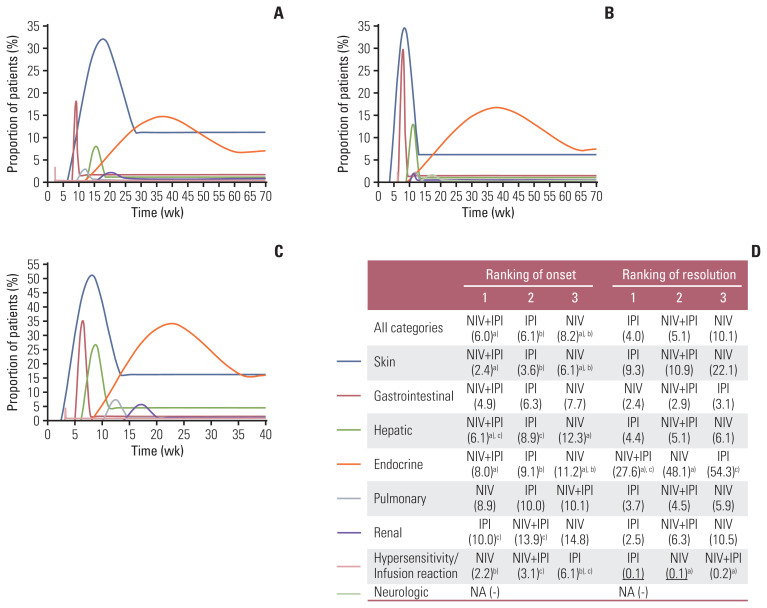 A
35
30
25
20
15
10
5
0
Proportion of patients (%)
0 5 10 15 20 25 30 35 40 45 50 55 60 65 70
Time (wk)
B
35
30
25
20
15
10
5
0
Proportion of patients (%)
0 5 10 15 20 25 30 35 40 45 50 55 60 65 70
Time (wk)
C
55
50
45
40
35
30
25
20
15
10
5
0
Proportion of patients (%)
0 5 10 15 20 25 30 35 40
Time (wk)
D
Ranking of onset Ranking of resolution
1 2 3 1 2 3
NIV+IPI IPI NIV IPI NIV+IPI NIV
All categories
(6.0)a) (6.1)b) (8.2)a), b) (4.0) (5.1) (10.1)
NIV+IPI IPI NIV IPI NIV+IPI NIV
Skin
(2.4)a) (3.6)b) (6.1)a), b) (9.3) (10.9) (22.1)
NIV+IPI IPI NIV NIV NIV+IPI IPI
Gastrointestinal
(4.9) (6.3) (7.7) (2.4) (2.9) (3.1)
NIV+IPI IPI NIV IPI NIV+IPI NIV
Hepatic
(6.1)a), c) (8.9)c) (12.3)a) (4.4) (5.1) (6.1)
NIV+IPI IPI NIV NIV+IPI NIV IPI
Endocrine
(8.0)a) (9.1)b) (11.2)a), b) (27.6)a), c) (48.1)a) (54.3)c)
NIV IPI NIV+IPI IPI NIV+IPI NIV
Pulmonary
(8.9) (10.0) (10.1) (3.7) (4.5) (5.9)
IPI NIV+IPI NIV IPI NIV+IPI NIV
Renal
(10.0)c) (13.9)c) (14.8) (2.5) (6.3) (10.5)
Hypersensitivity/ NIV NIV+IPI IPI IPI NIV NIV+IPI
Infusion reaction (2.2)b) (3.1)c) (6.1)b), c) (0.1) (0.1)a) (0.2)a)
Neurologic NA (-) NA (-)